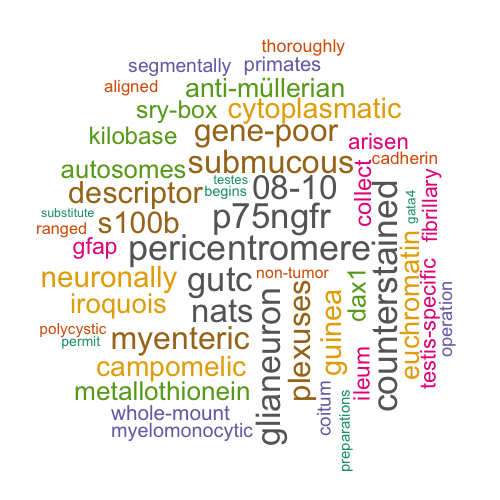 thoroughly
segmentally
primates
aligned
anti-müllerian
sry-box
cytoplasmatic
kilobase
gene-poor
arisen
autosomes
submucous
cadherin
testes
begins
08-10
collect
descriptor
fibrillary
substitute
s100b
p75ngfr
gata4
ranged
gfap
pericentromere
counterstained
neuronally
gutc
non-tumor
euchromatin
iroquois
nats
plexuses
guinea
dax1
testis-specific
operation
polycystic
permit
myenteric
glianeuron
campomelic
ileum
metallothionein
coitum
preparations
whole-mount
myelomonocytic